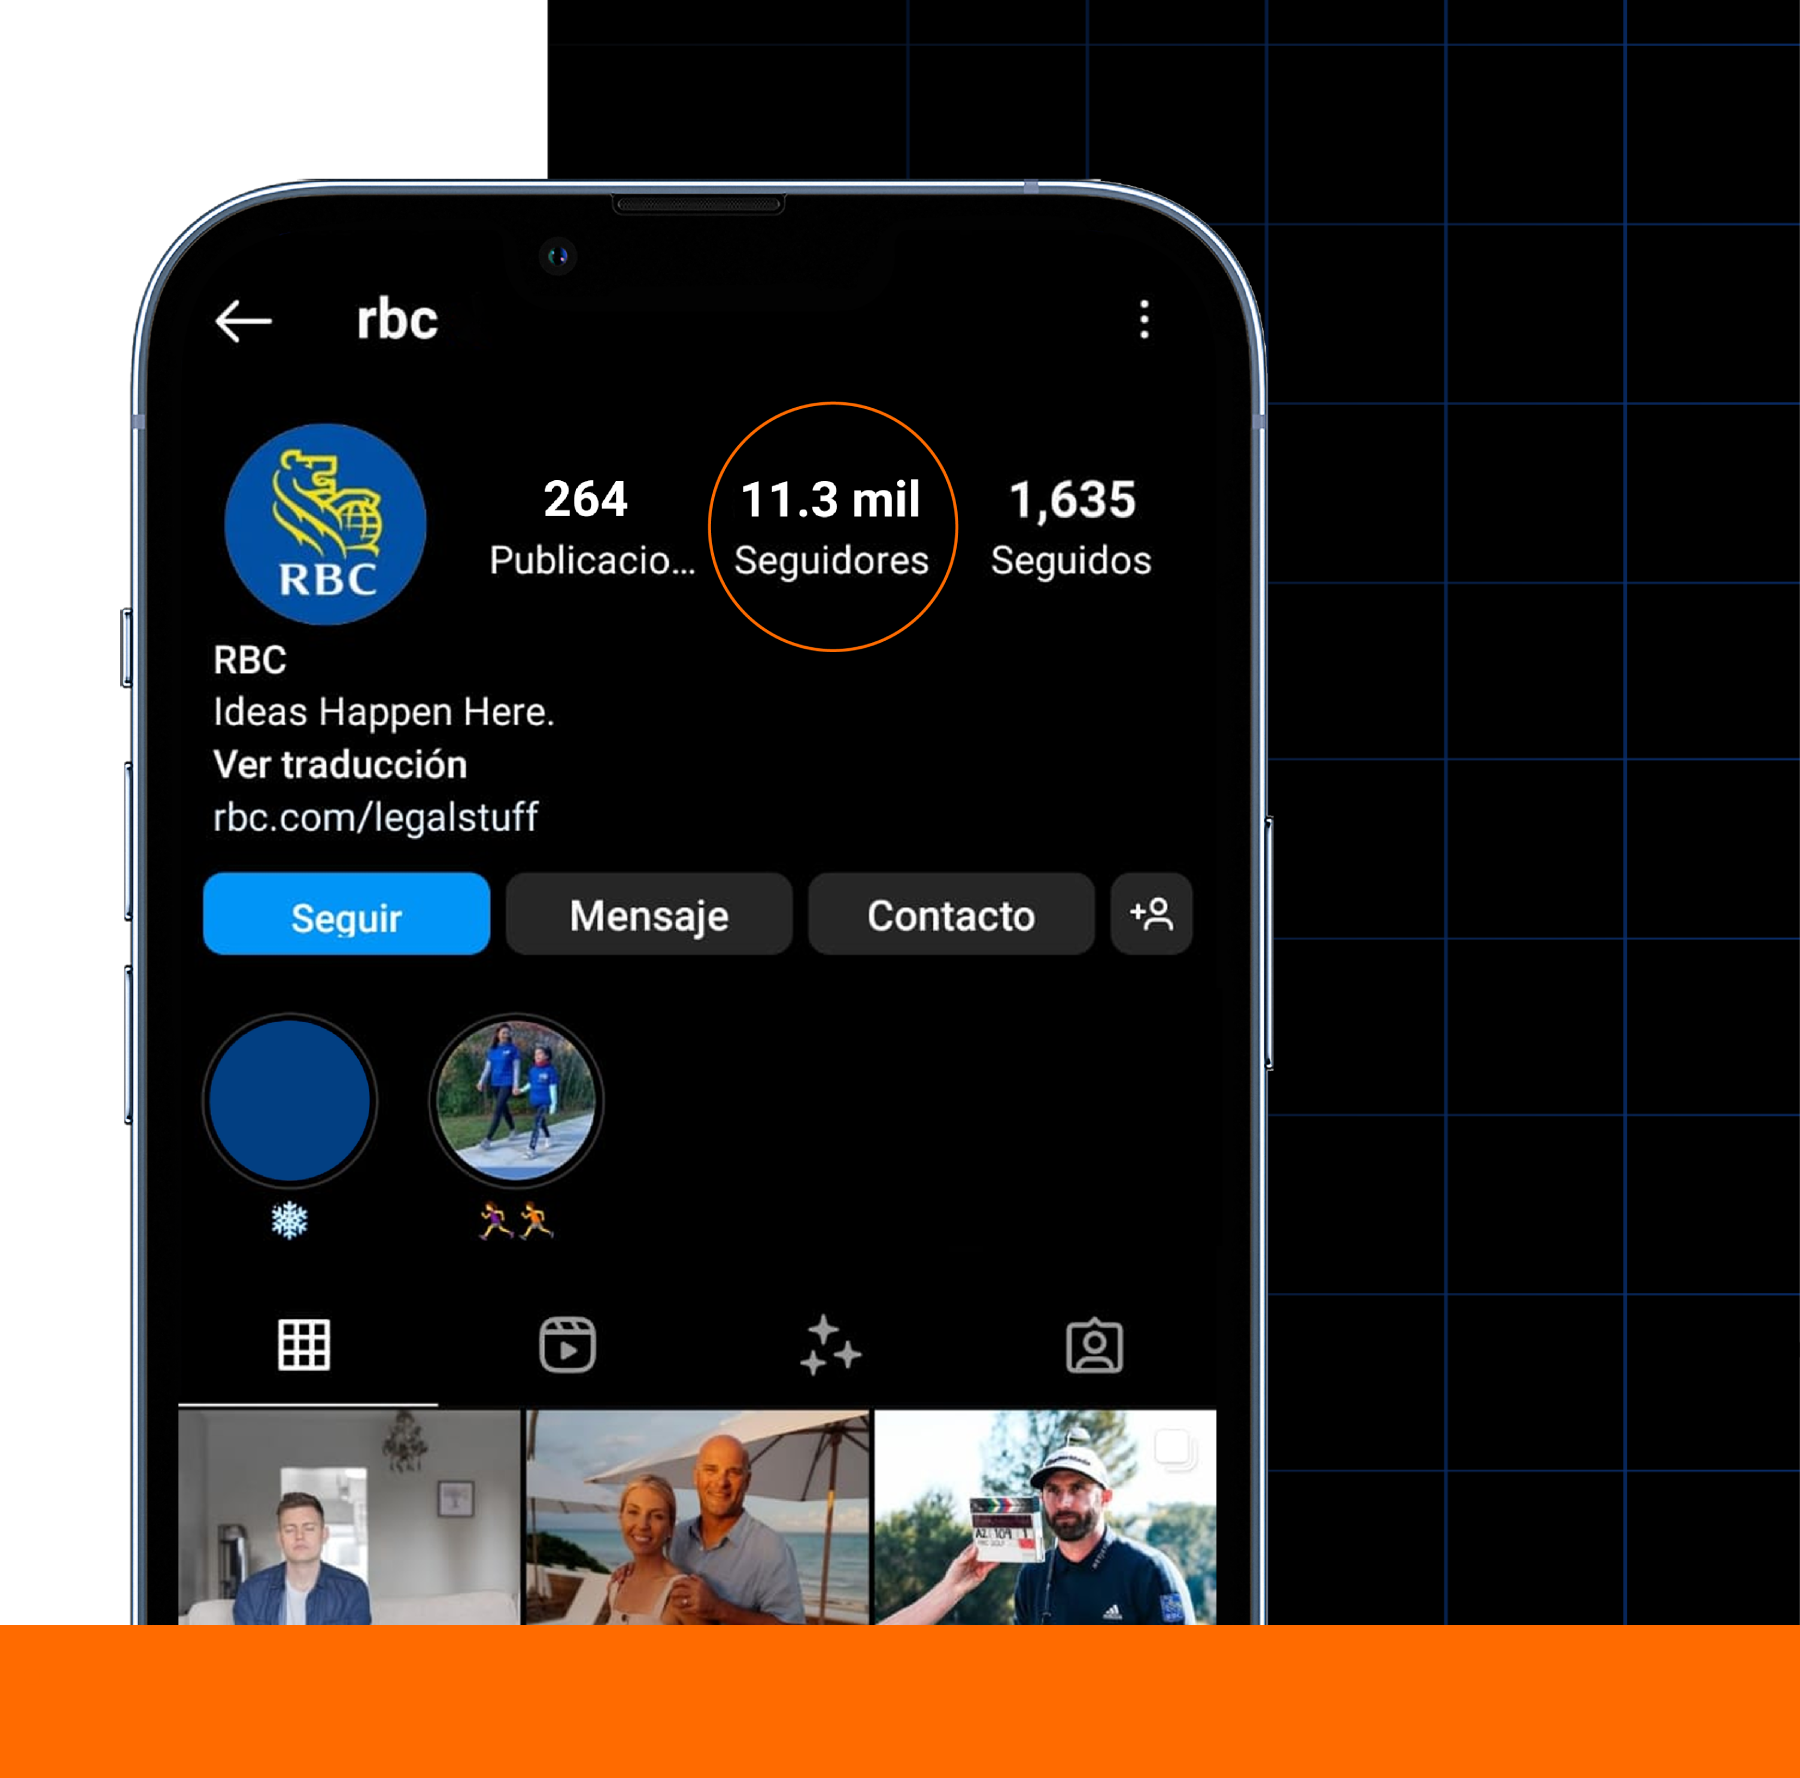 rbc
264
11.3 mil
1,635
Publicacio...
Seguidores
Seguidos
RBC
RBC
Ideas Happen Here.
Ver traducción
rbc.com/legalstuff
Seguir
Mensaje
Contacto